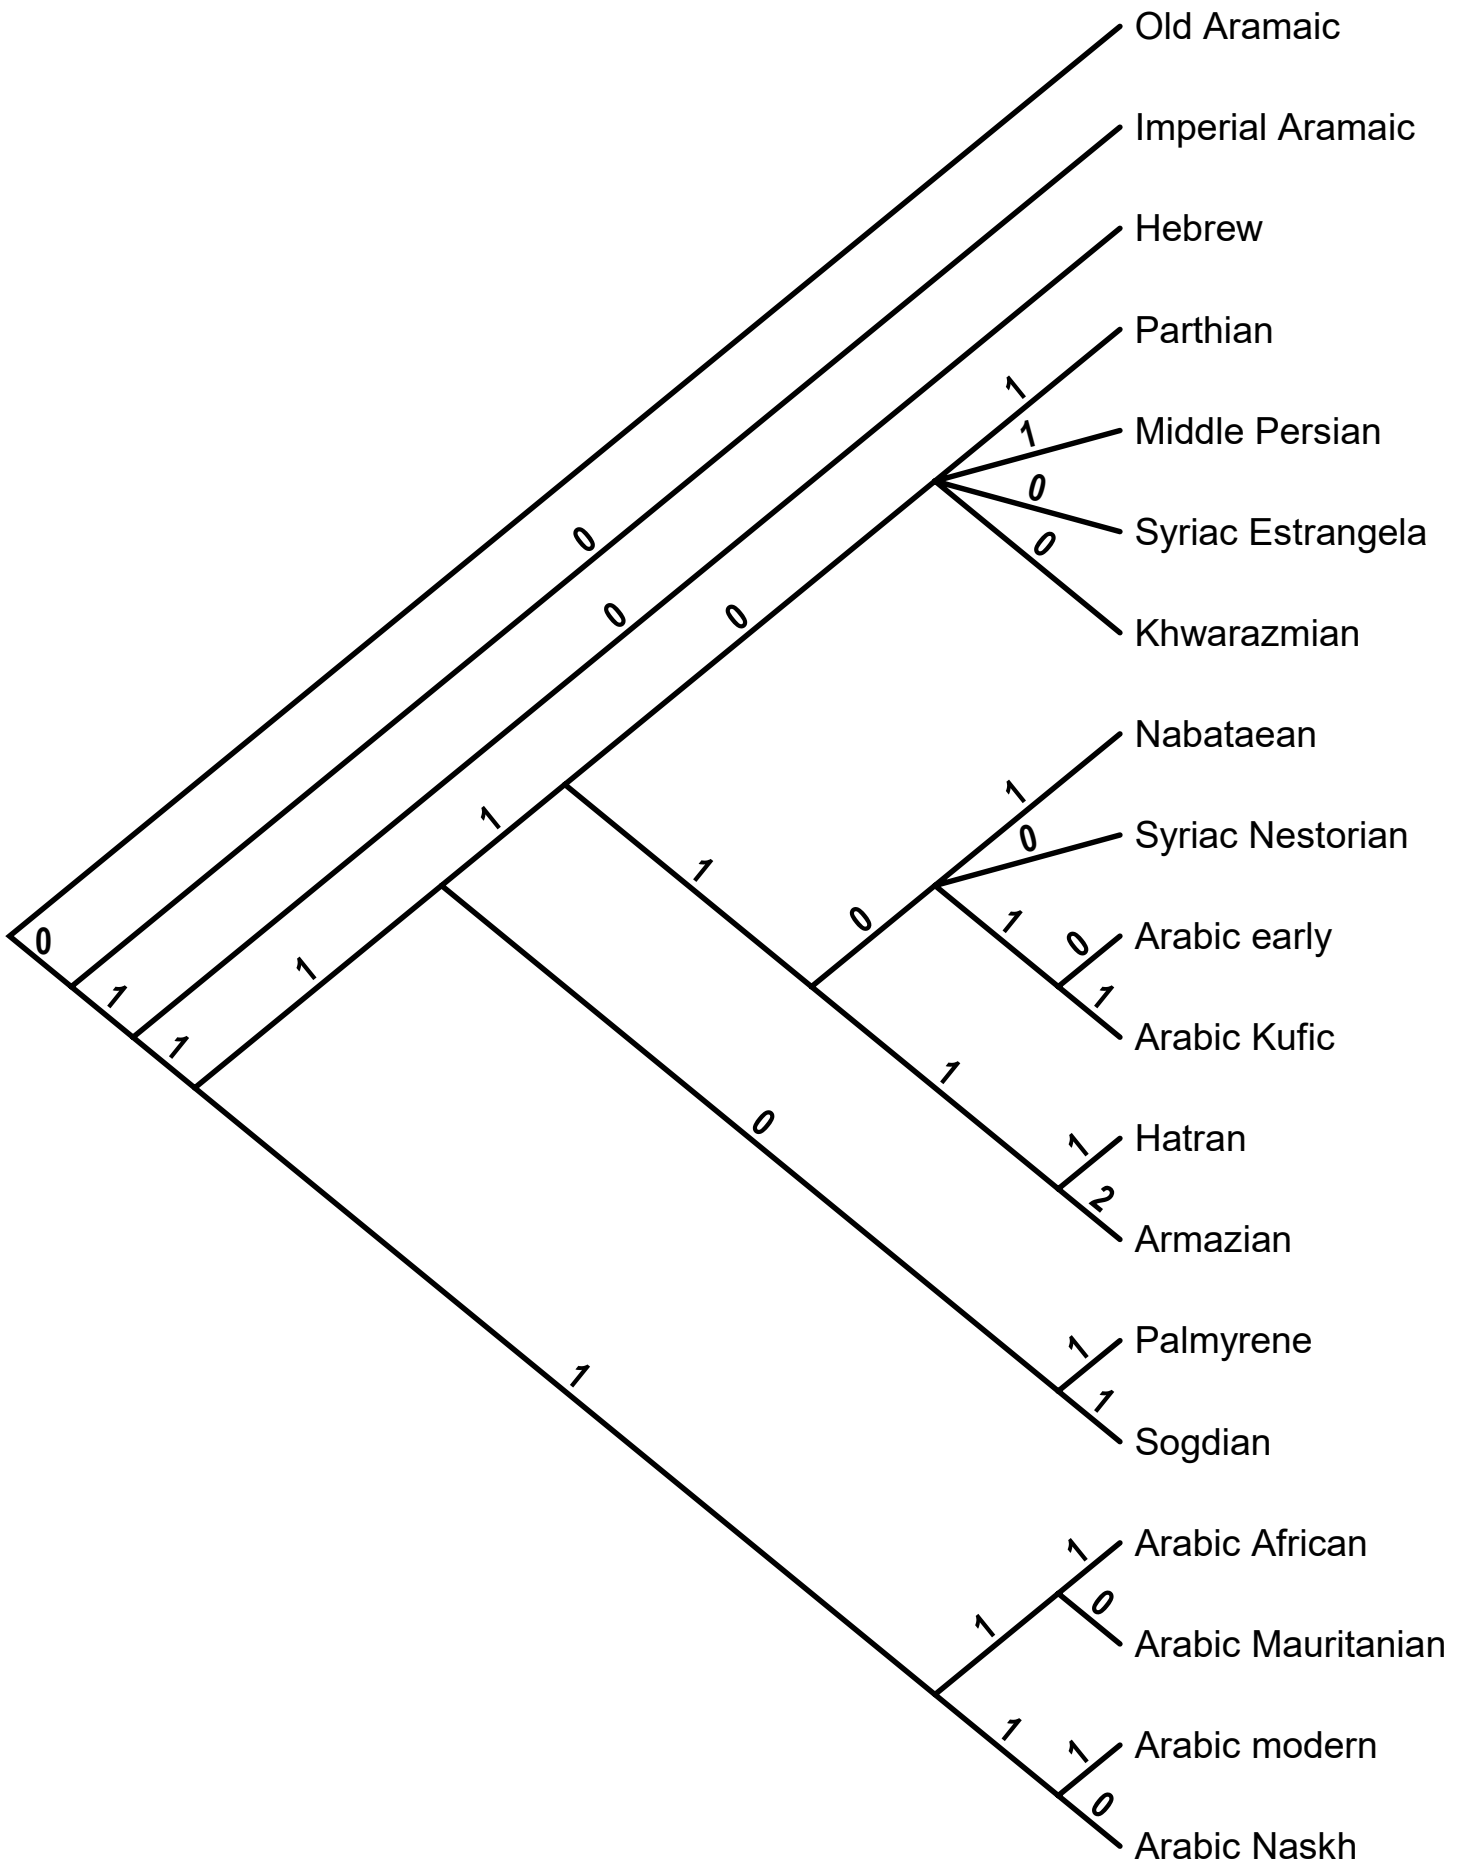 Old Aramaic
Imperial Aramaic
Hebrew
Parthian
1
Middle Persian
1
0
Syriac Estrangela
0
0
Khwarazmian
0
0
Nabataean
1
Syriac Nestorian
0
1
1
0
1
0
Arabic early
0
1
1
Arabic Kufic
1
1
1
Hatran
1
0
2
Armazian
Palmyrene
1
1
1
Sogdian
Arabic African
1
0
1
Arabic Mauritanian
1
Arabic modern
1
0
Arabic Naskh